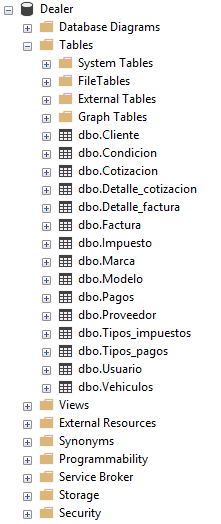 Dealer
Database Diagrams
Tables
System Tables
FileTables
External Tables
Graph Tables
dbo.Cliente
dbo.Condicion
dbo.Cotizacion
dbo.Detalle_cotizacion
dbo.Detalle_factura
dbo.Factura
dbo.Impuesto
dbo.Marca
dbo.Modelo
dbo.Pagos
dbo.Proveedor
dbo.Tipos_impuestos
dbo.Tipos_pagos
dbo.Usuario
dbo.Vehiculos
Views
External Resources
Synonyms
Programmability
Service Broker
Storage
Security